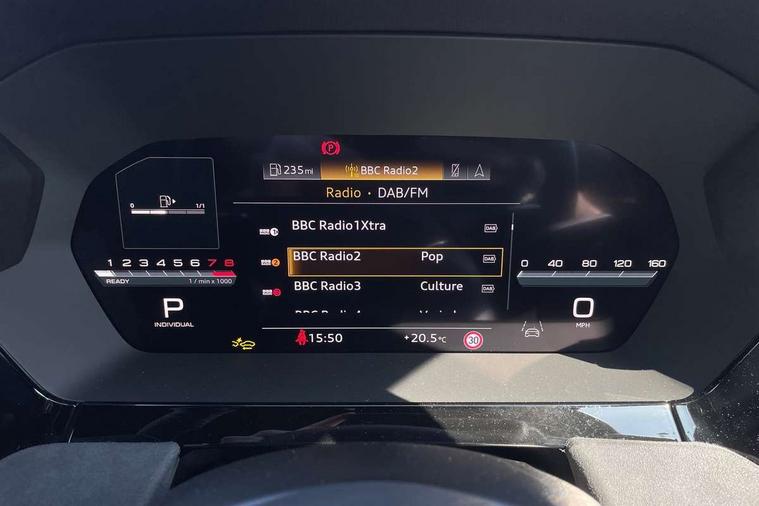 P
235mi BBC Radio2
Radio · DAB/FM
BBC Radio1Xtra DAB
BBC Radio2 Pop DAB
BBC Radio3 Culture DAB
0 1/1
1 2 3 4 5 6 7 8
READY 1 / min x 1000
P
INDIVIDUAL
0 40 80 120 160
0
MPH
15:50 +20.5°C 30